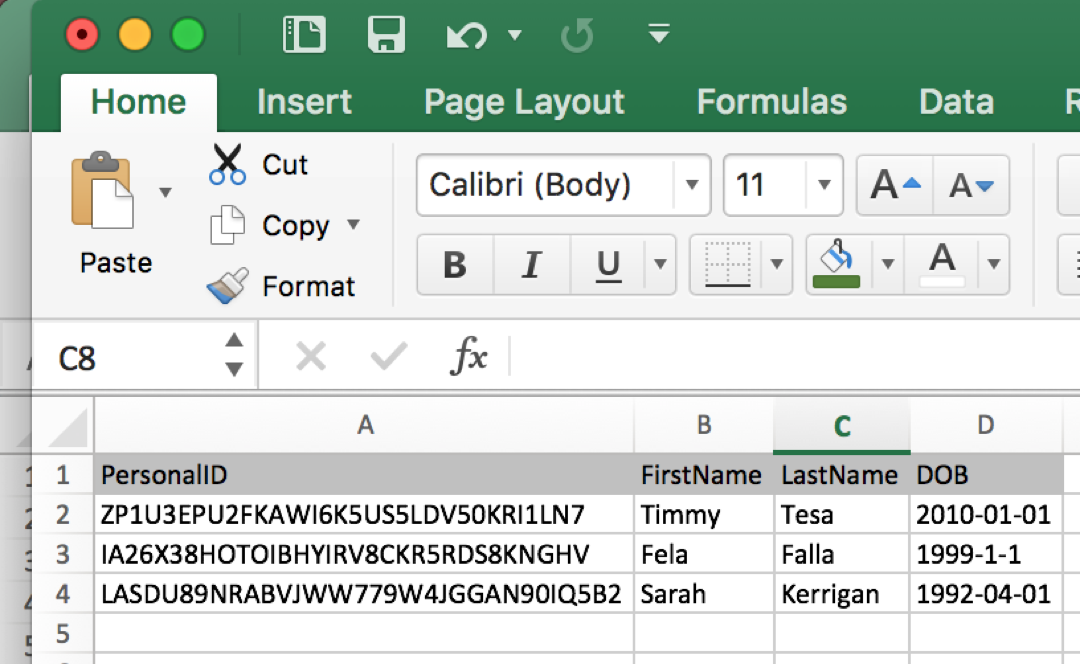 Home Insert Page Layout Formulas Data R
Cut
Calibri (Body) 11 A A
Copy
Paste
B I U A
Format
C8 fx
A B C D
1 PersonalID FirstName LastName DOB
2 ZP1U3EPU2FKAWI6K5US5LDV50KRI1LN7 Timmy Tesa 2010-01-01
3 IA26X38HOTOIBHYIRV8CKR5RDS8KNGHV Fela Falla 1999-1-1
4 LASDU89NRABVJWW779W4JGGAN90IQ5B2 Sarah Kerrigan 1992-04-01
5